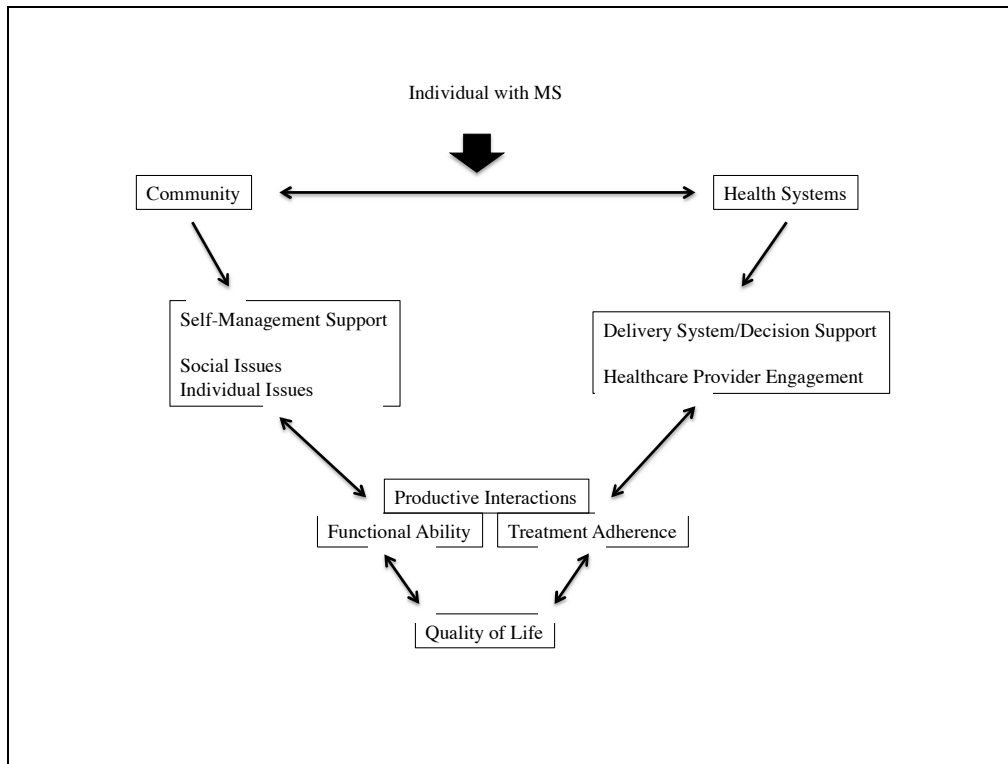 Individual with MS
Community
Health Systems
Self-Management Support
Social Issues
Individual Issues
Delivery System/Decision Support
Healthcare Provider Engagement
Productive Interactions
Functional Ability
Treatment Adherence
Quality of Life